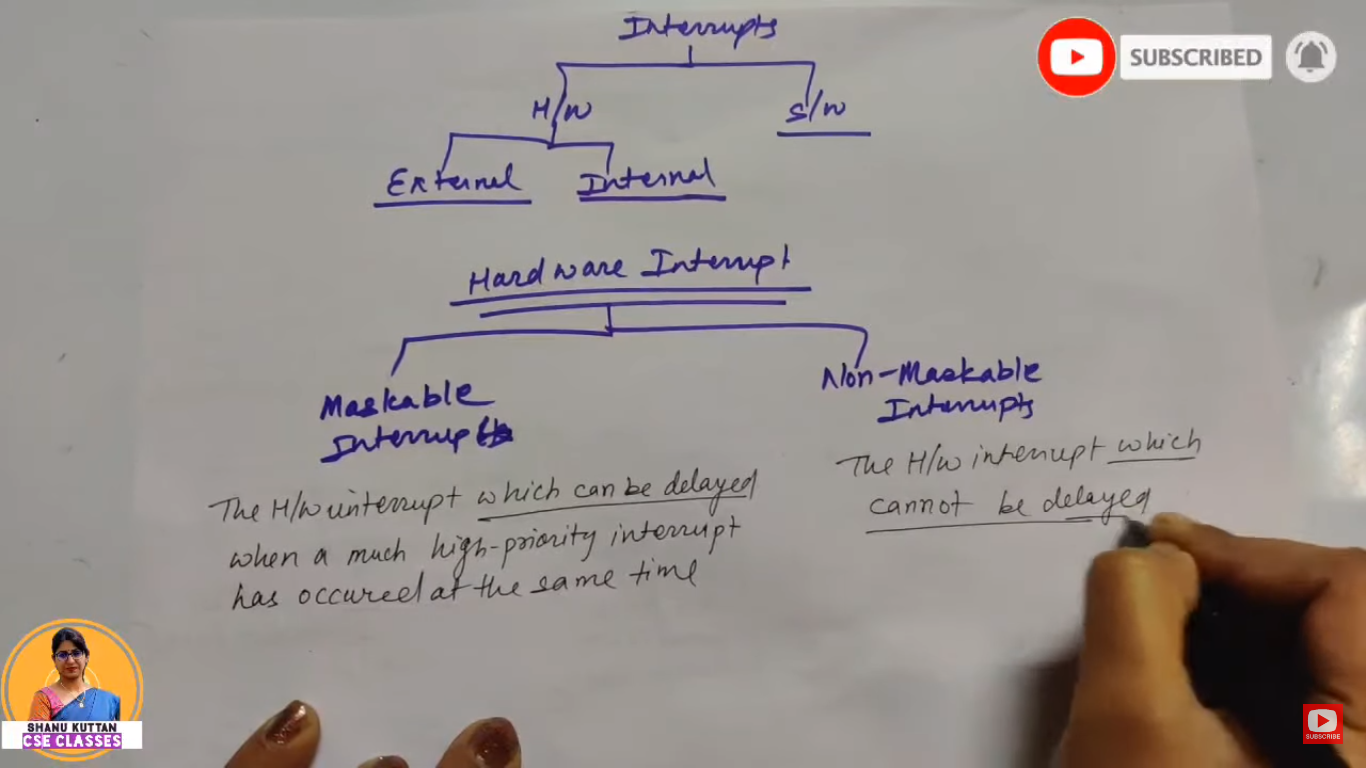 Interrupts
H/W
S/W
External
Internal
Hardware Interrupt
Maskable
Interrupts
Non-Maskable
Interrupts
The H/w interrupt which can be delayed
when a much high-priority interrupt
has occured at the same time
The H/w interrupt which
cannot be delayed
SUBSCRIBED
SHANU KUTTAN
CSE CLASSES
SUBSCRIBE